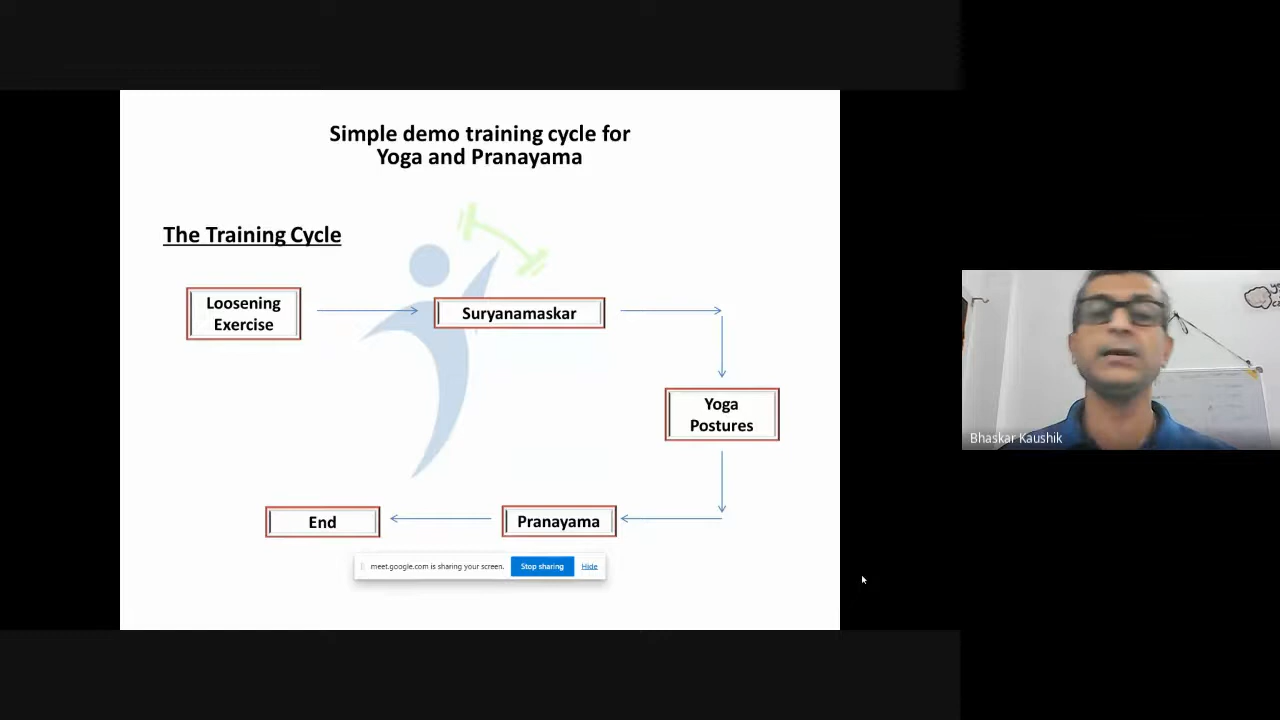 Simple demo training cycle for
Yoga and Pranayama
The Training Cycle
Loosening
Exercise
Suryanamaskar
Yoga
Postures
Pranayama
End
meet.google.com is sharing your screen.
Stop sharing
Hide
Bhaskar Kaushik